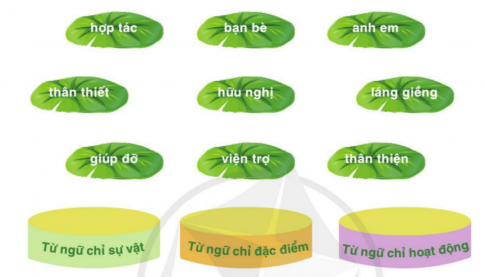 hợp tác
bạn bè
anh em
thân thiết
hữu nghị
láng giềng
giúp đỡ
viện trợ
thân thiện
Từ ngữ chỉ sự vật
Từ ngữ chỉ đặc điểm
Từ ngữ chỉ hoạt động